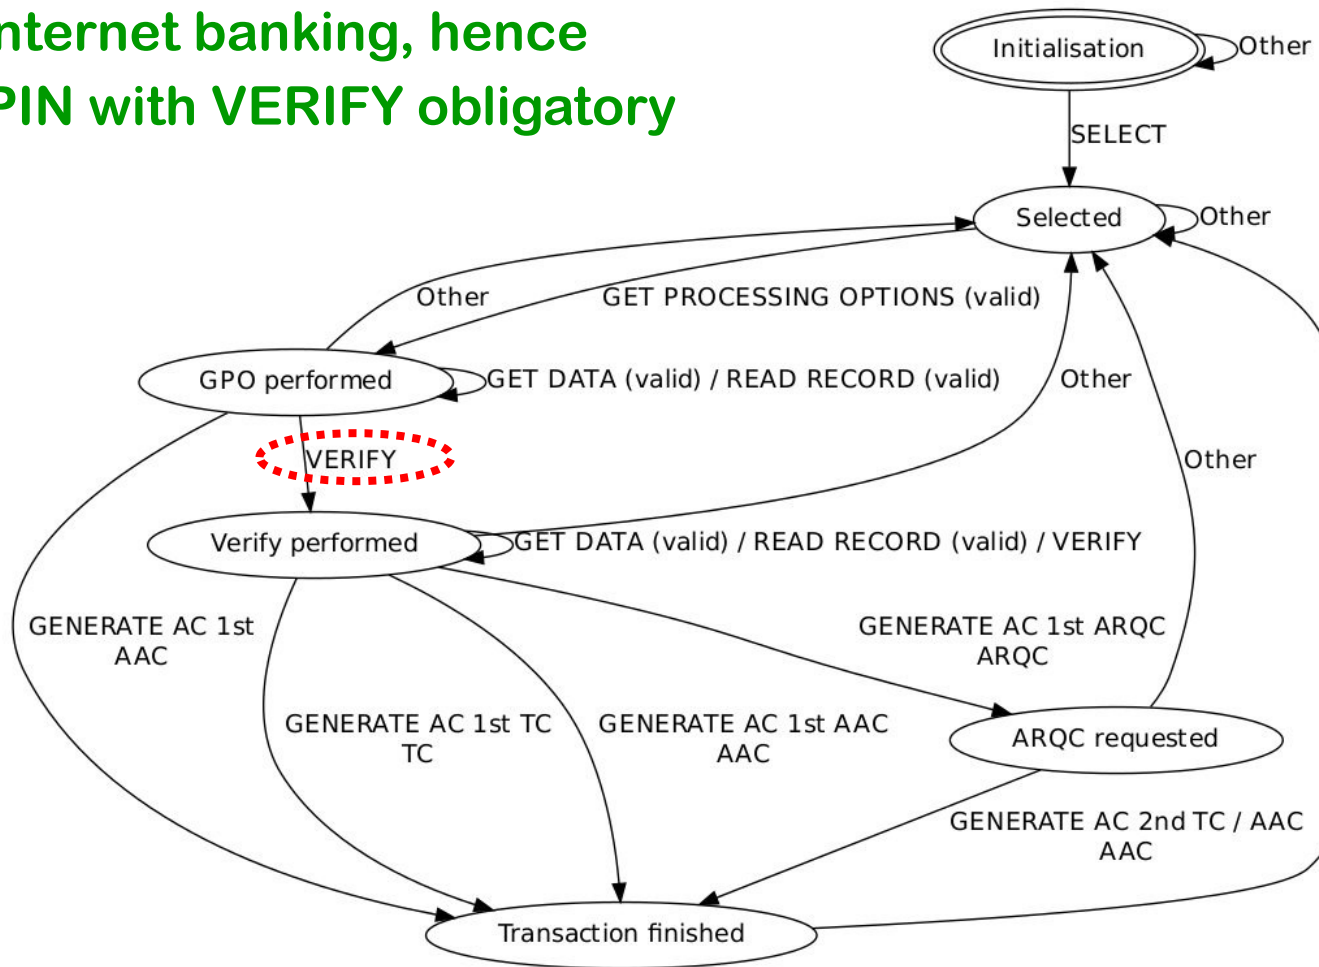 nternet banking, hence
PIN with VERIFY obligatory
Initialisation
Other
SELECT
Selected
Other
Other
GET PROCESSING OPTIONS (valid)
GPO performed
GET DATA (valid) / READ RECORD (valid)
Other
VERIFY
Other
Verify performed
GET DATA (valid) / READ RECORD (valid) / VERIFY
GENERATE AC 1st
AAC
GENERATE AC 1st ARQC
ARQC
GENERATE AC 1st TC
TC
GENERATE AC 1st AAC
AAC
ARQC requested
GENERATE AC 2nd TC / AAC
AAC
Transaction finished